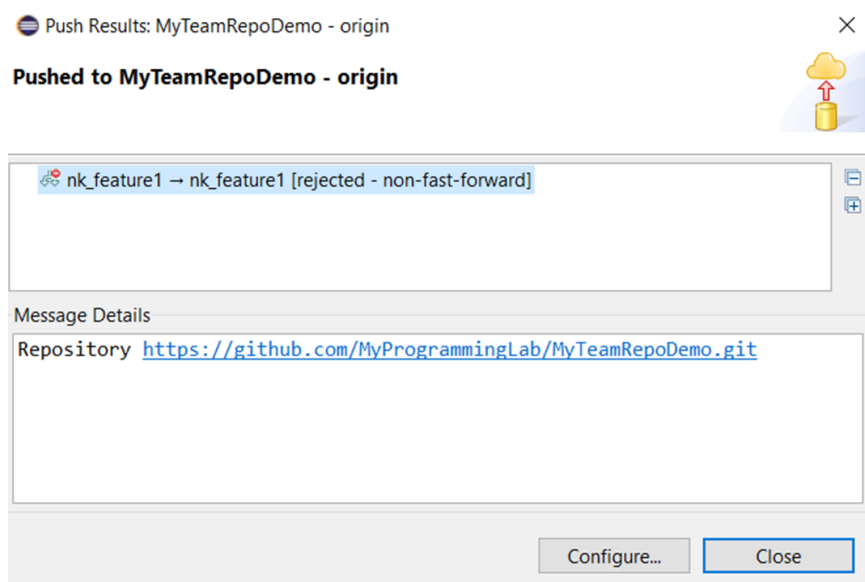 Push Results: MyTeamRepoDemo - origin
Pushed to MyTeamRepoDemo - origin
nk_feature1 → nk_feature1 [rejected - non-fast-forward]
Message Details
Repository https://github.com/MyProgrammingLab/MyTeamRepoDemo.git
Configure... Close